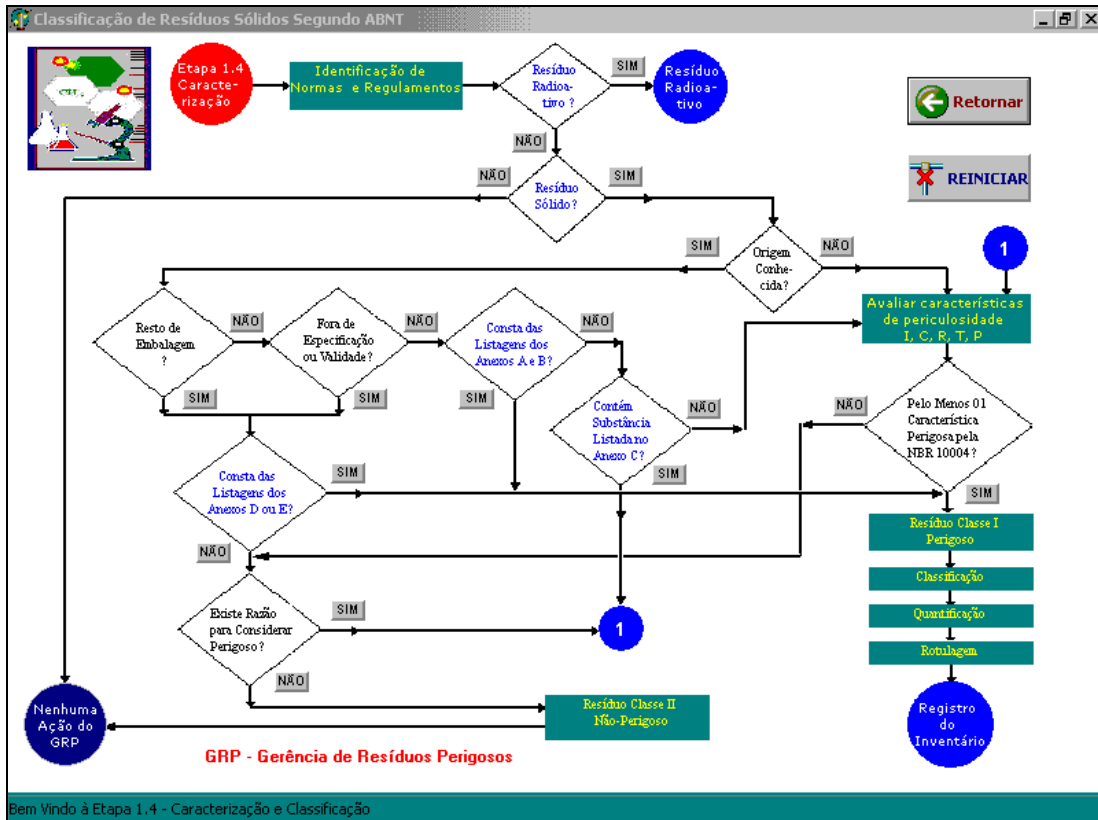 Classificação de Resíduos Sólidos Segundo ABNT
Etapa 1.4
Caracte-
rização
Identificação de
Normas e Regulamentos
Resíduo
Radioa-
tivo ?
SIM
Resíduo
Radioa-
tivo
Retornar
NÃO
REINICIAR
NÃO
Resíduo
Sólido?
SIM
SIM
Origem
Conhe-
cida?
NÃO
1
Resto de
Embalagem
?
NÃO
Fora de
Especificação
ou Validade?
NÃO
Consta das
Listagens dos
Anexos A e B?
NÃO
Avaliar características
de periculosidade
I, C, R, T, P
SIM
SIM
SIM
Contém
Substância
Listada no
Anexo C?
NÃO
SIM
NÃO
Pelo Menos 01
Característica
Perigosa pela
NBR 10004?
SIM
Consta das
Listagens dos
Anexos D ou E?
SIM
NÃO
Resíduo Classe I
Perigoso
Classificação
Quantificação
Rotulagem
Existe Razão
para Considerar
Perigoso?
SIM
1
NÃO
Resíduo Classe II
Não-Perigoso
Nenhuma
Ação do
GRP
Registro
do
Inventário
GRP - Gerência de Resíduos Perigosos
Bem Vindo à Etapa 1.4 - Caracterização e Classificação